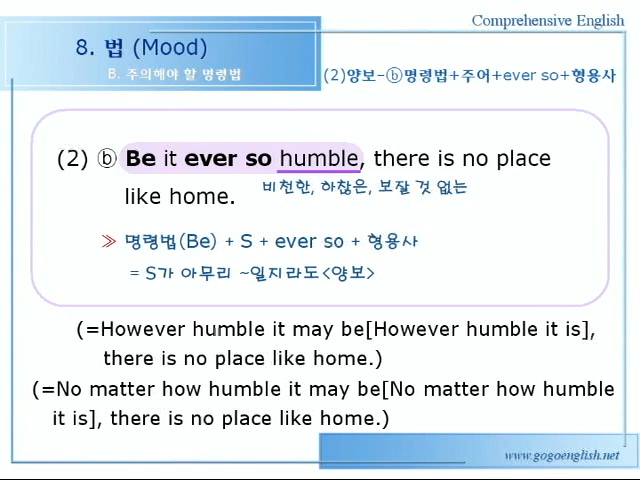 Comprehensive English
8. 법 (Mood)
B. 주의해야 할 명령법
(2)양보-ⓑ명령법+주어+ever so+형용사
(2) ⓑ Be it ever so humble, there is no place
like home.
비천한, 하찮은, 보잘 것 없는
≫ 명령법(Be) + S + ever so + 형용사
= S가 아무리 ~일지라도<양보>
(=However humble it may be[However humble it is],
there is no place like home.)
(=No matter how humble it may be[No matter how humble
it is], there is no place like home.)
www.gogoenglish.net